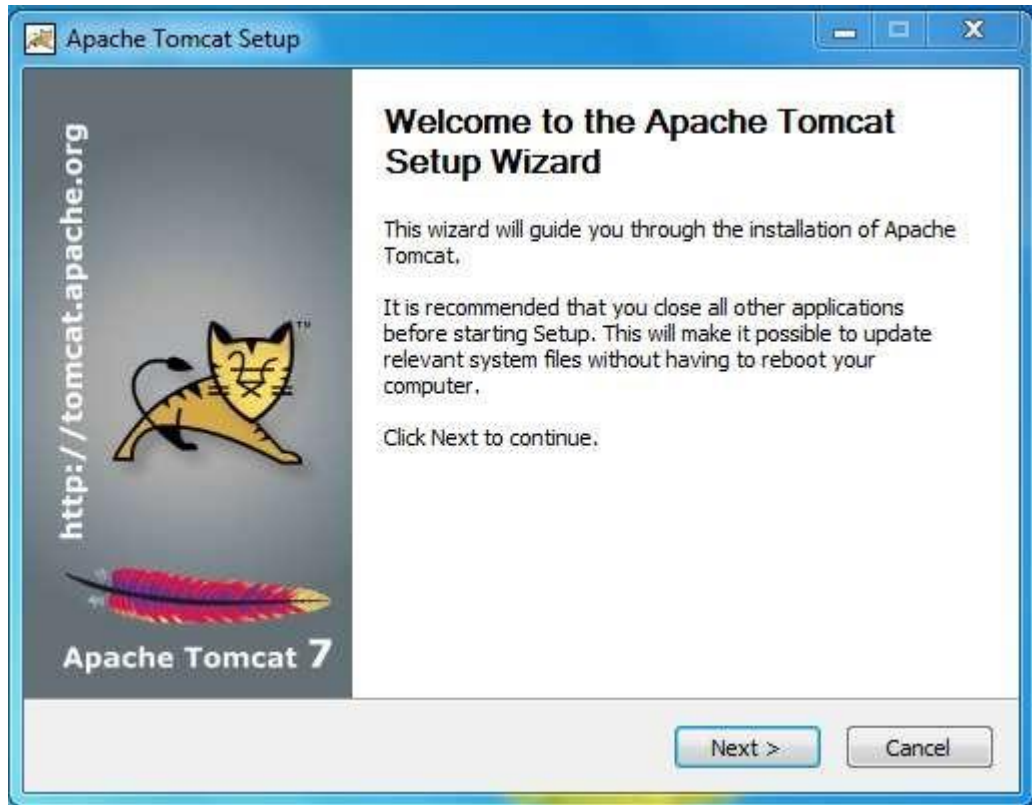 Apache Tomcat Setup
http://tomcat.apache.org
Apache Tomcat 7
Welcome to the Apache Tomcat
Setup Wizard
This wizard will guide you through the installation of Apache
Tomcat.
It is recommended that you close all other applications
before starting Setup. This will make it possible to update
relevant system files without having to reboot your
computer.
Click Next to continue.
Next >
Cancel